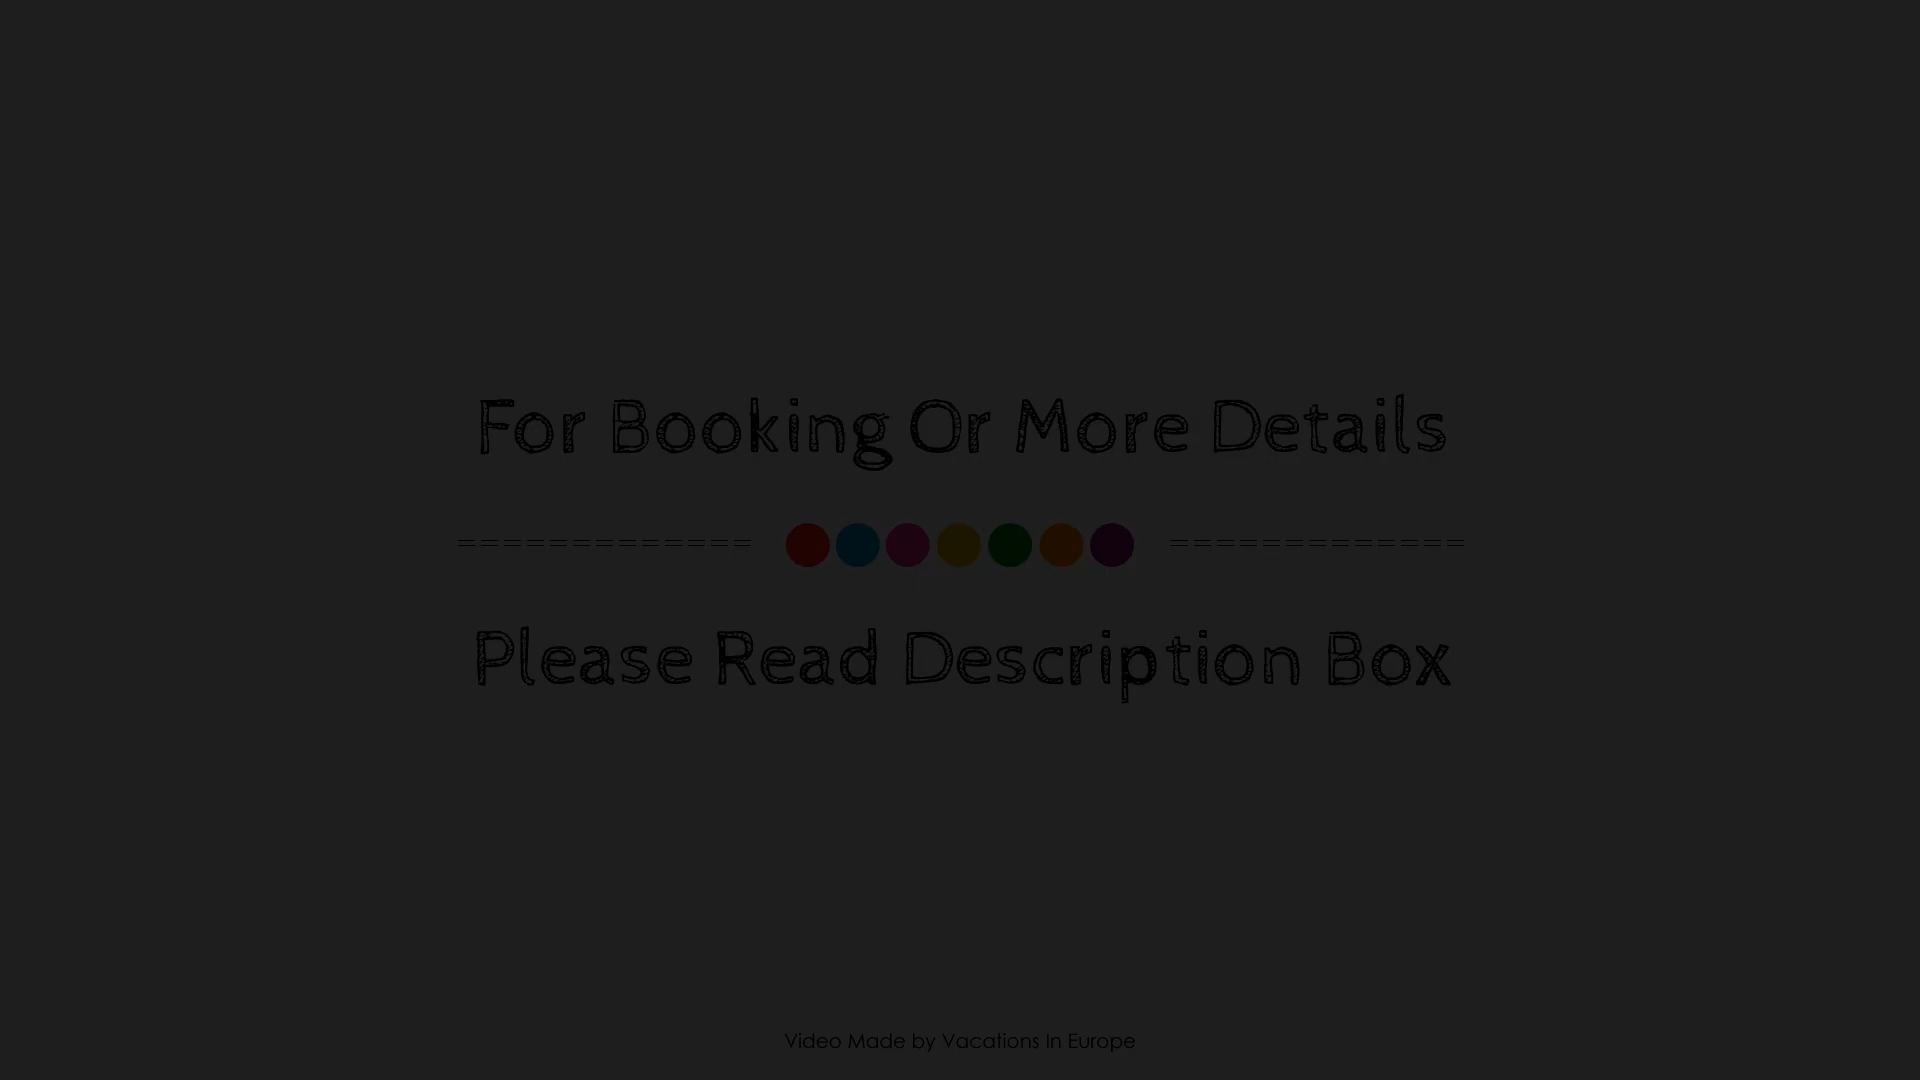 For Booking Or More Details
============= =============
Please Read Description Box
Video Made by Vacations In Europe